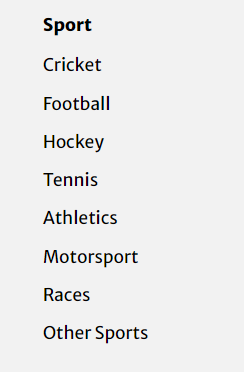 Sport
Cricket
Football
Hockey
Tennis
Athletics
Motorsport
Races
Other Sports